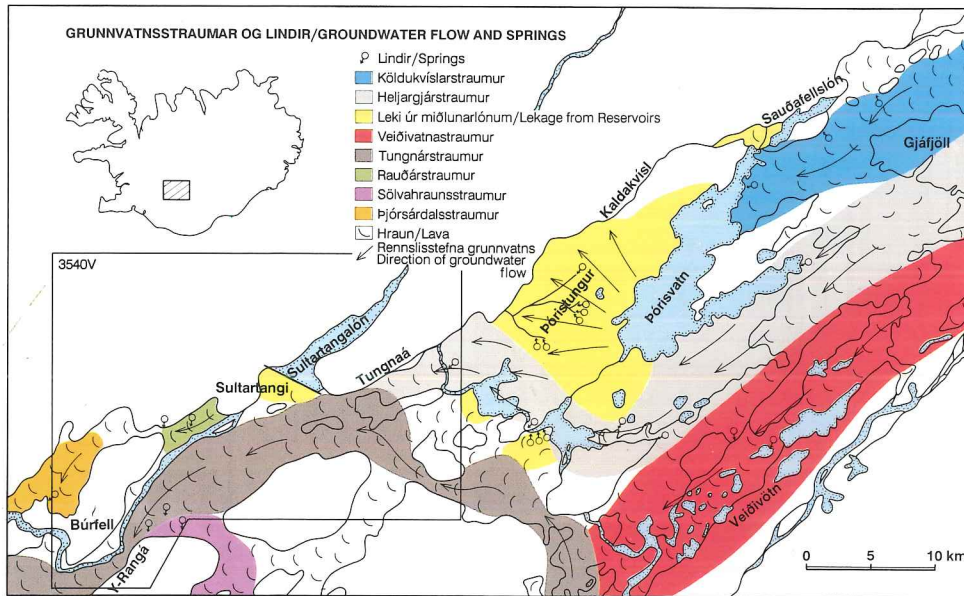 GRUNNVATNSSTRAUMAR OG LINDIR/GROUNDWATER FLOW AND SPRINGS
Lindir/Springs
Köldukvíslarstraumur
Heljargjárstraumur
Leki úr miðlunarlónum/Lekage from Reservoirs
Veiðivatnastraumur
Tungnárstraumur
Rauðárstraumur
Sölvahraunsstraumur
Þjórsárdalsstraumur
Hraun/Lava
Rennslisstefna grunnvatns
Direction of groundwater
flow
3540V
Sauðafellslón
Gjáfjöll
Kaldakvísl
Þóristungur
Þórisvatn
Sultartangalón
Tungnaá
Sultartangi
Veiðivötn
Búrfell
Y-Rangá
0 5 10 km